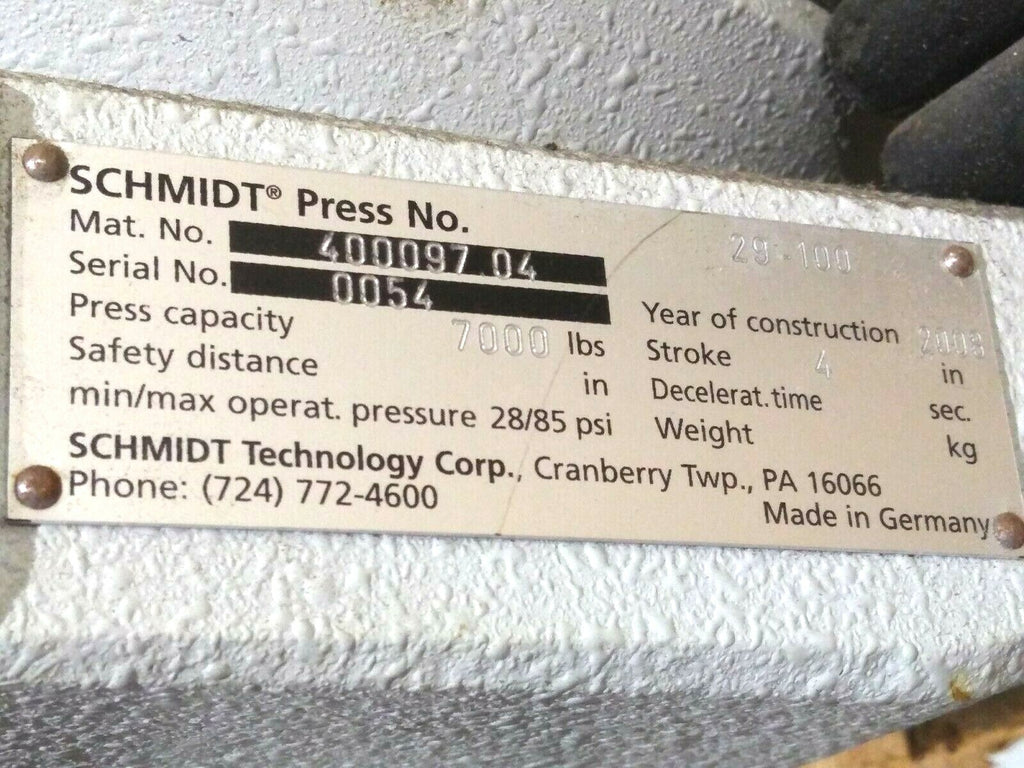 SCHMIDT® Press No. 29-100
Mat. No. 400097.04
Serial No. 0054
Press capacity 7000 lbs
Safety distance in
min/max operat. pressure 28/85 psi
Year of construction 2003
Stroke 4 in
Decelerat.time sec.
Weight kg
SCHMIDT Technology Corp., Cranberry Twp., PA 16066
Phone: (724) 772-4600
Made in Germany